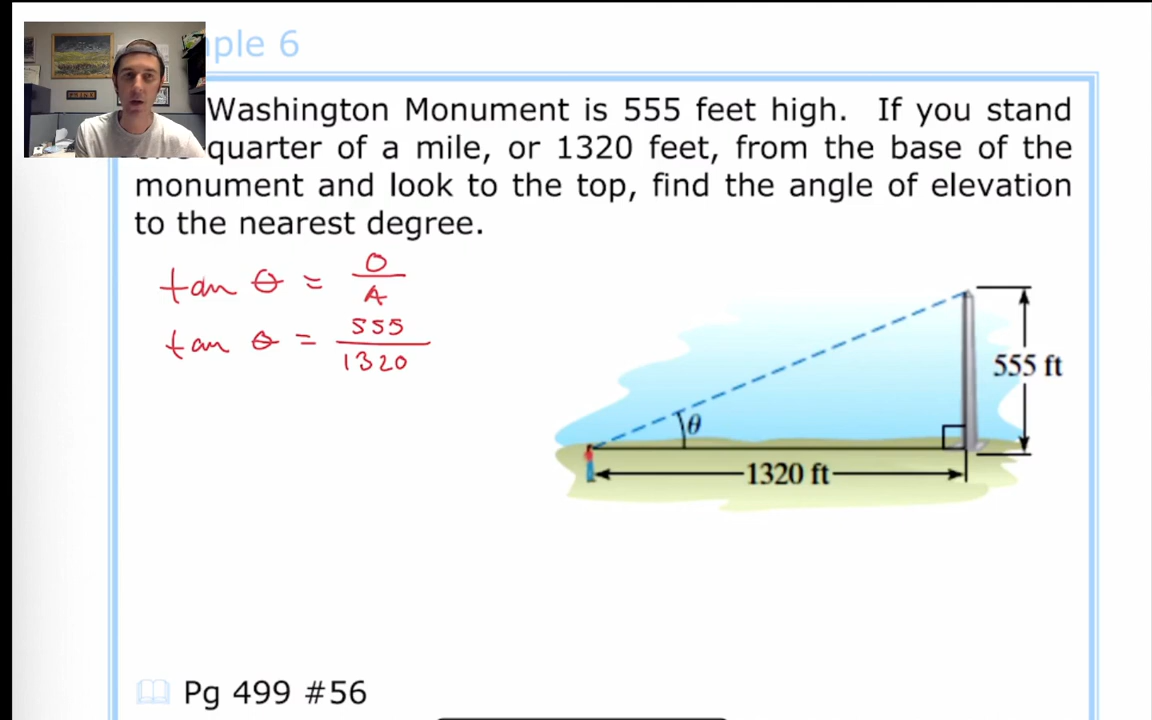 ple 6
Washington Monument is 555 feet high. If you stand
quarter of a mile, or 1320 feet, from the base of the
monument and look to the top, find the angle of elevation
to the nearest degree.
tan θ = O/A
tan θ = 555/1320
555 ft
θ
1320 ft
Pg 499 #56